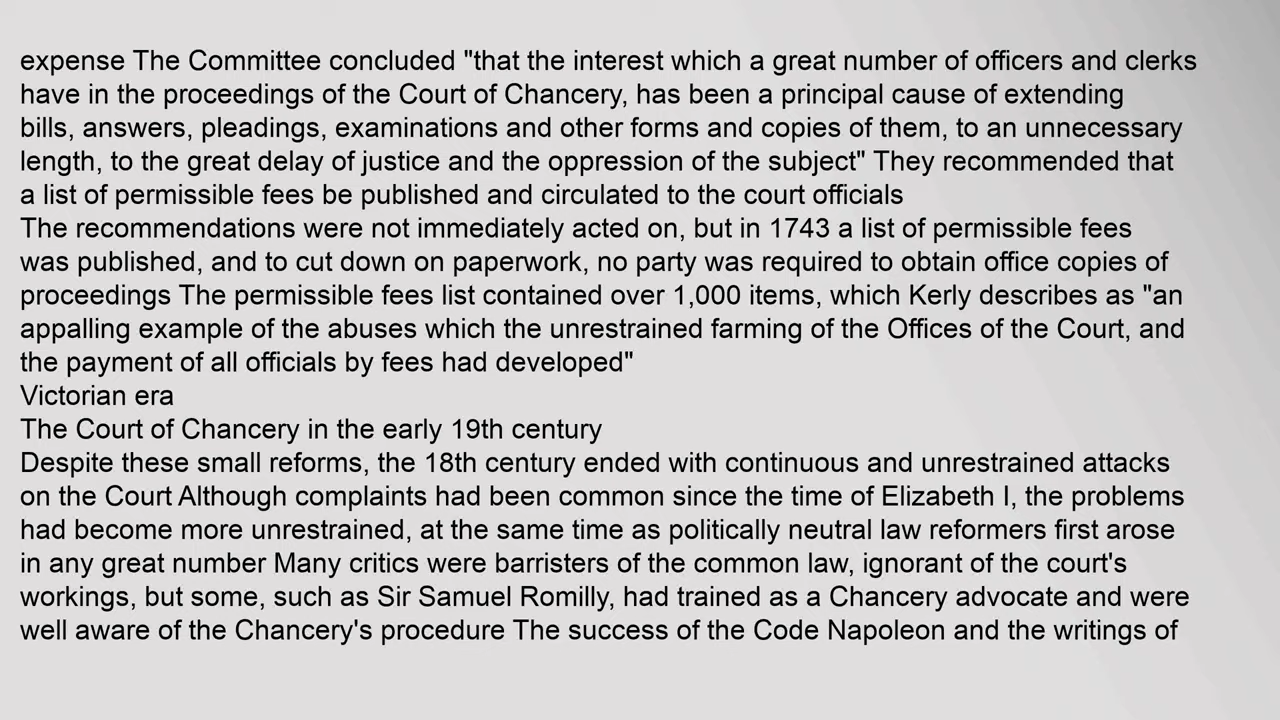 expense The Committee concluded "that the interest which a great number of officers and clerks
have in the proceedings of the Court of Chancery, has been a principal cause of extending
bills, answers, pleadings, examinations and other forms and copies of them, to an unnecessary
length, to the great delay of justice and the oppression of the subject" They recommended that
a list of permissible fees be published and circulated to the court officials
The recommendations were not immediately acted on, but in 1743 a list of permissible fees
was published, and to cut down on paperwork, no party was required to obtain office copies of
proceedings The permissible fees list contained over 1,000 items, which Kerly describes as "an
appalling example of the abuses which the unrestrained farming of the Offices of the Court, and
the payment of all officials by fees had developed"
Victorian era
The Court of Chancery in the early 19th century
Despite these small reforms, the 18th century ended with continuous and unrestrained attacks
on the Court Although complaints had been common since the time of Elizabeth I, the problems
had become more unrestrained, at the same time as politically neutral law reformers first arose
in any great number Many critics were barristers of the common law, ignorant of the court's
workings, but some, such as Sir Samuel Romilly, had trained as a Chancery advocate and were
well aware of the Chancery's procedure The success of the Code Napoleon and the writings of